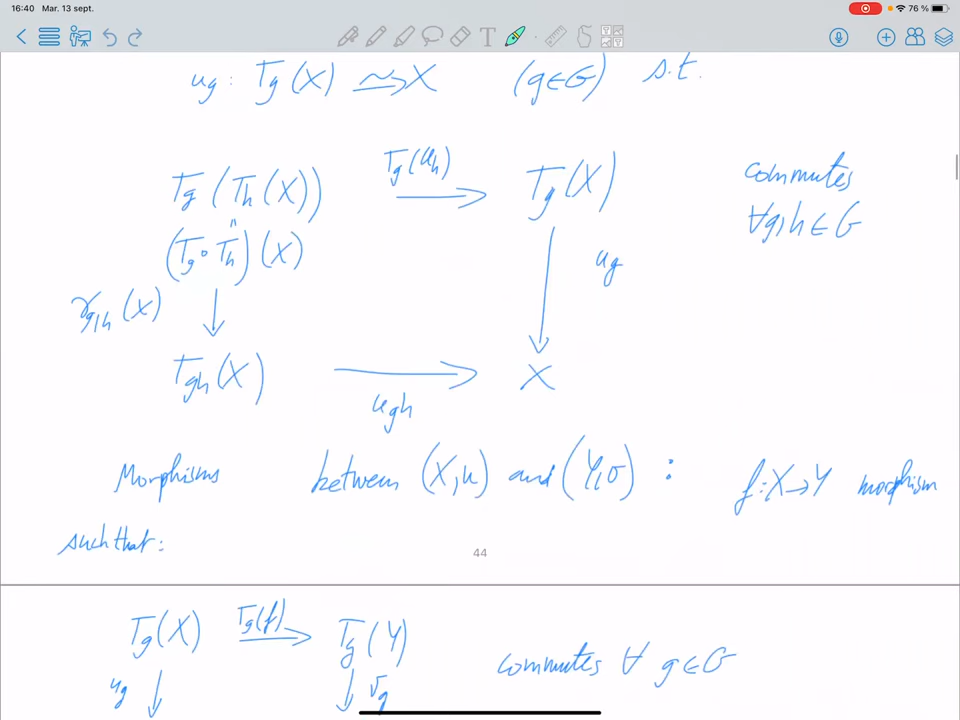 16:40 Mar. 13 sept. 76 %
u_g : T_g(X) ⥲ X (g∈G) s.t.
T_g(u_h)
T_g(T_h(X)) ⟶ T_g(X) commutes
∀g,h∈G
"
(T_g∘T_h)(X) u_g
γ_{g,h}(X) ↓ ↓
T_{gh}(X) ⟶ X
u_{gh}
Morphisms between (X,u) and (Y,σ) : f:X→Y morphism
such that:
44
T_g(f)
T_g(X) ⟶ T_g(Y)
commutes ∀ g∈G
u_g ↓ ↓ v_g